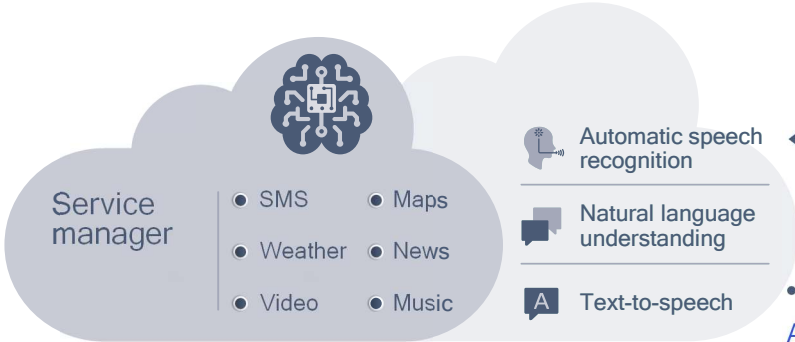 Service
manager
SMS
Maps
Weather
News
Video
Music
Automatic speech
recognition
Natural language
understanding
A
Text-to-speech
A